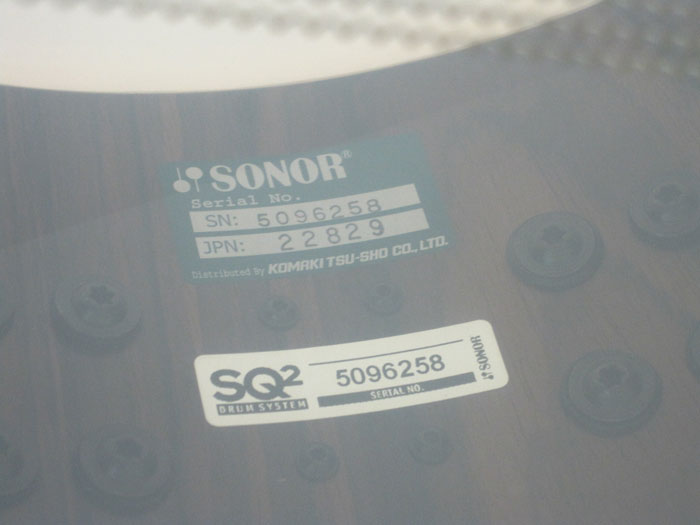 SONOR®
Serial No.
SN: 5096258
JPN: 22829
Distributed By KOMAKI TSU-SHO CO., LTD.
SQ2
DRUM SYSTEM
5096258
SERIAL NO.
SONOR